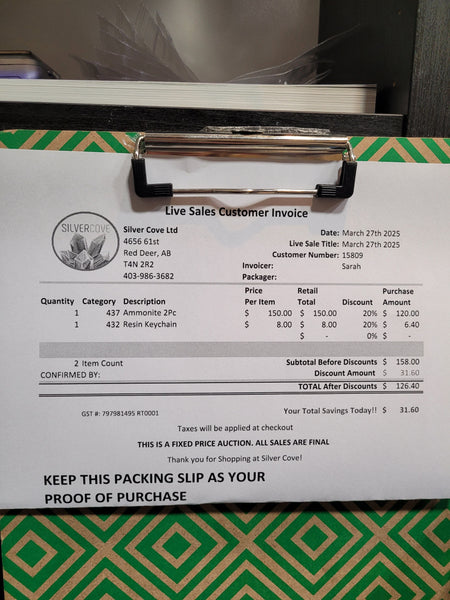 Live Sales Customer Invoice
SILVERCOVE
Silver Cove Ltd
4656 61st
Red Deer, AB
T4N 2R2
403-986-3682
Date: March 27th 2025
Live Sale Title: March 27th 2025
Customer Number: 15809
Invoicer: Sarah
Packager:
Quantity Category Description Price Per Item Retail Total Discount Purchase Amount
1 437 Ammonite 2Pc $ 150.00 $ 150.00 20% $ 120.00
1 432 Resin Keychain $ 8.00 $ 8.00 20% $ 6.40
$ - 0% $ -
2 Item Count Subtotal Before Discounts $ 158.00
CONFIRMED BY: Discount Amount $ 31.60
TOTAL After Discounts $ 126.40
GST #: 797981495 RT0001 Your Total Savings Today!! $ 31.60
Taxes will be applied at checkout
THIS IS A FIXED PRICE AUCTION. ALL SALES ARE FINAL
Thank you for Shopping at Silver Cove!
KEEP THIS PACKING SLIP AS YOUR
PROOF OF PURCHASE